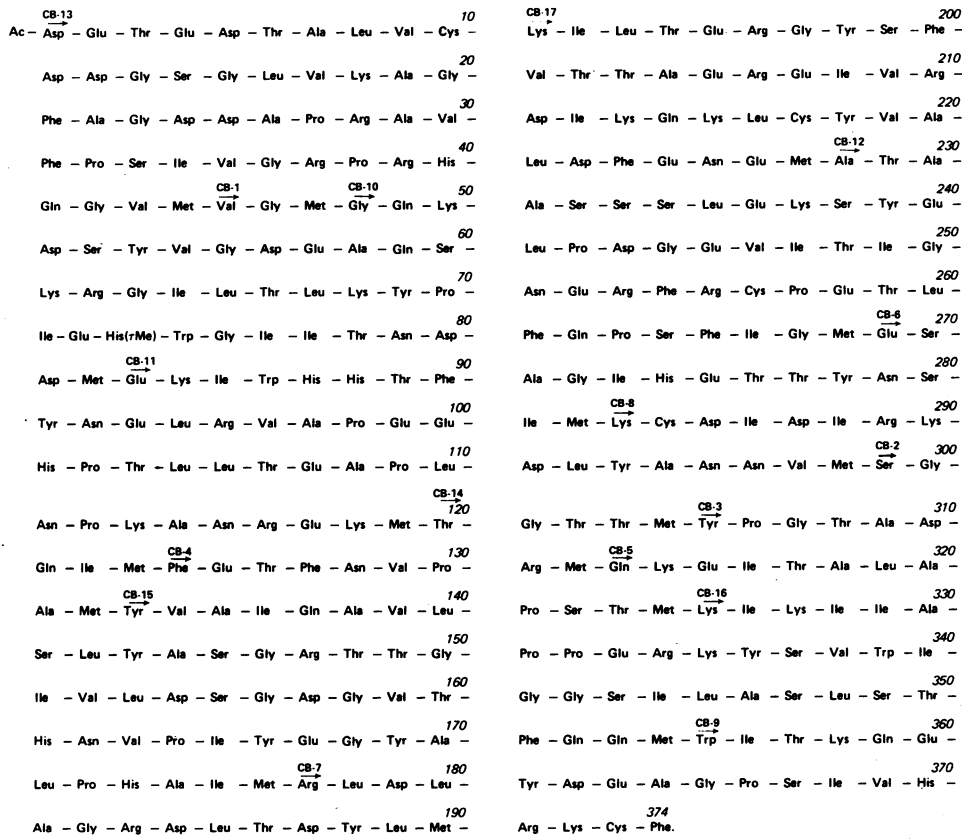 CB-13 10
Ac – Asp – Glu – Thr – Glu – Asp – Thr – Ala – Leu – Val – Cys –
20
Asp – Asp – Gly – Ser – Gly – Leu – Val – Lys – Ala – Gly –
30
Phe – Ala – Gly – Asp – Asp – Ala – Pro – Arg – Ala – Val –
40
Phe – Pro – Ser – Ile – Val – Gly – Arg – Pro – Arg – His –
CB-1 CB-10 50
Gln – Gly – Val – Met – Val – Gly – Met – Gly – Gln – Lys –
60
Asp – Ser – Tyr – Val – Gly – Asp – Glu – Ala – Gln – Ser –
70
Lys – Arg – Gly – Ile – Leu – Thr – Leu – Lys – Tyr – Pro –
80
Ile – Glu – His(τMe) – Trp – Gly – Ile – Ile – Thr – Asn – Asp –
CB-11 90
Asp – Met – Glu – Lys – Ile – Trp – His – His – Thr – Phe –
100
Tyr – Asn – Glu – Leu – Arg – Val – Ala – Pro – Glu – Glu –
110
His – Pro – Thr – Leu – Leu – Thr – Glu – Ala – Pro – Leu –
CB-14
120
Asn – Pro – Lys – Ala – Asn – Arg – Glu – Lys – Met – Thr –
CB-4 130
Gln – Ile – Met – Phe – Glu – Thr – Phe – Asn – Val – Pro –
CB-15 140
Ala – Met – Tyr – Val – Ala – Ile – Gln – Ala – Val – Leu –
150
Ser – Leu – Tyr – Ala – Ser – Gly – Arg – Thr – Thr – Gly –
160
Ile – Val – Leu – Asp – Ser – Gly – Asp – Gly – Val – Thr –
170
His – Asn – Val – Pro – Ile – Tyr – Glu – Gly – Tyr – Ala –
CB-7 180
Leu – Pro – His – Ala – Ile – Met – Arg – Leu – Asp – Leu –
190
Ala – Gly – Arg – Asp – Leu – Thr – Asp – Tyr – Leu – Met –
CB-17 200
Lys – Ile – Leu – Thr – Glu – Arg – Gly – Tyr – Ser – Phe –
210
Val – Thr – Thr – Ala – Glu – Arg – Glu – Ile – Val – Arg –
220
Asp – Ile – Lys – Gln – Lys – Leu – Cys – Tyr – Val – Ala –
CB-12 230
Leu – Asp – Phe – Glu – Asn – Glu – Met – Ala – Thr – Ala –
240
Ala – Ser – Ser – Ser – Leu – Glu – Lys – Ser – Tyr – Glu –
250
Leu – Pro – Asp – Gly – Glu – Val – Ile – Thr – Ile – Gly –
260
Asn – Glu – Arg – Phe – Arg – Cys – Pro – Glu – Thr – Leu –
CB-6 270
Phe – Gln – Pro – Ser – Phe – Ile – Gly – Met – Glu – Ser –
280
Ala – Gly – Ile – His – Glu – Thr – Thr – Tyr – Asn – Ser –
CB-8 290
Ile – Met – Lys – Cys – Asp – Ile – Asp – Ile – Arg – Lys –
CB-2 300
Asp – Leu – Tyr – Ala – Asn – Asn – Val – Met – Ser – Gly –
CB-3 310
Gly – Thr – Thr – Met – Tyr – Pro – Gly – Thr – Ala – Asp –
CB-5 320
Arg – Met – Gln – Lys – Glu – Ile – Thr – Ala – Leu – Ala –
CB-16 330
Pro – Ser – Thr – Met – Lys – Ile – Lys – Ile – Ile – Ala –
340
Pro – Pro – Glu – Arg – Lys – Tyr – Ser – Val – Trp – Ile –
350
Gly – Gly – Ser – Ile – Leu – Ala – Ser – Leu – Ser – Thr –
CB-9 360
Phe – Gln – Gln – Met – Trp – Ile – Thr – Lys – Gln – Glu –
370
Tyr – Asp – Glu – Ala – Gly – Pro – Ser – Ile – Val – His –
374
Arg – Lys – Cys – Phe.